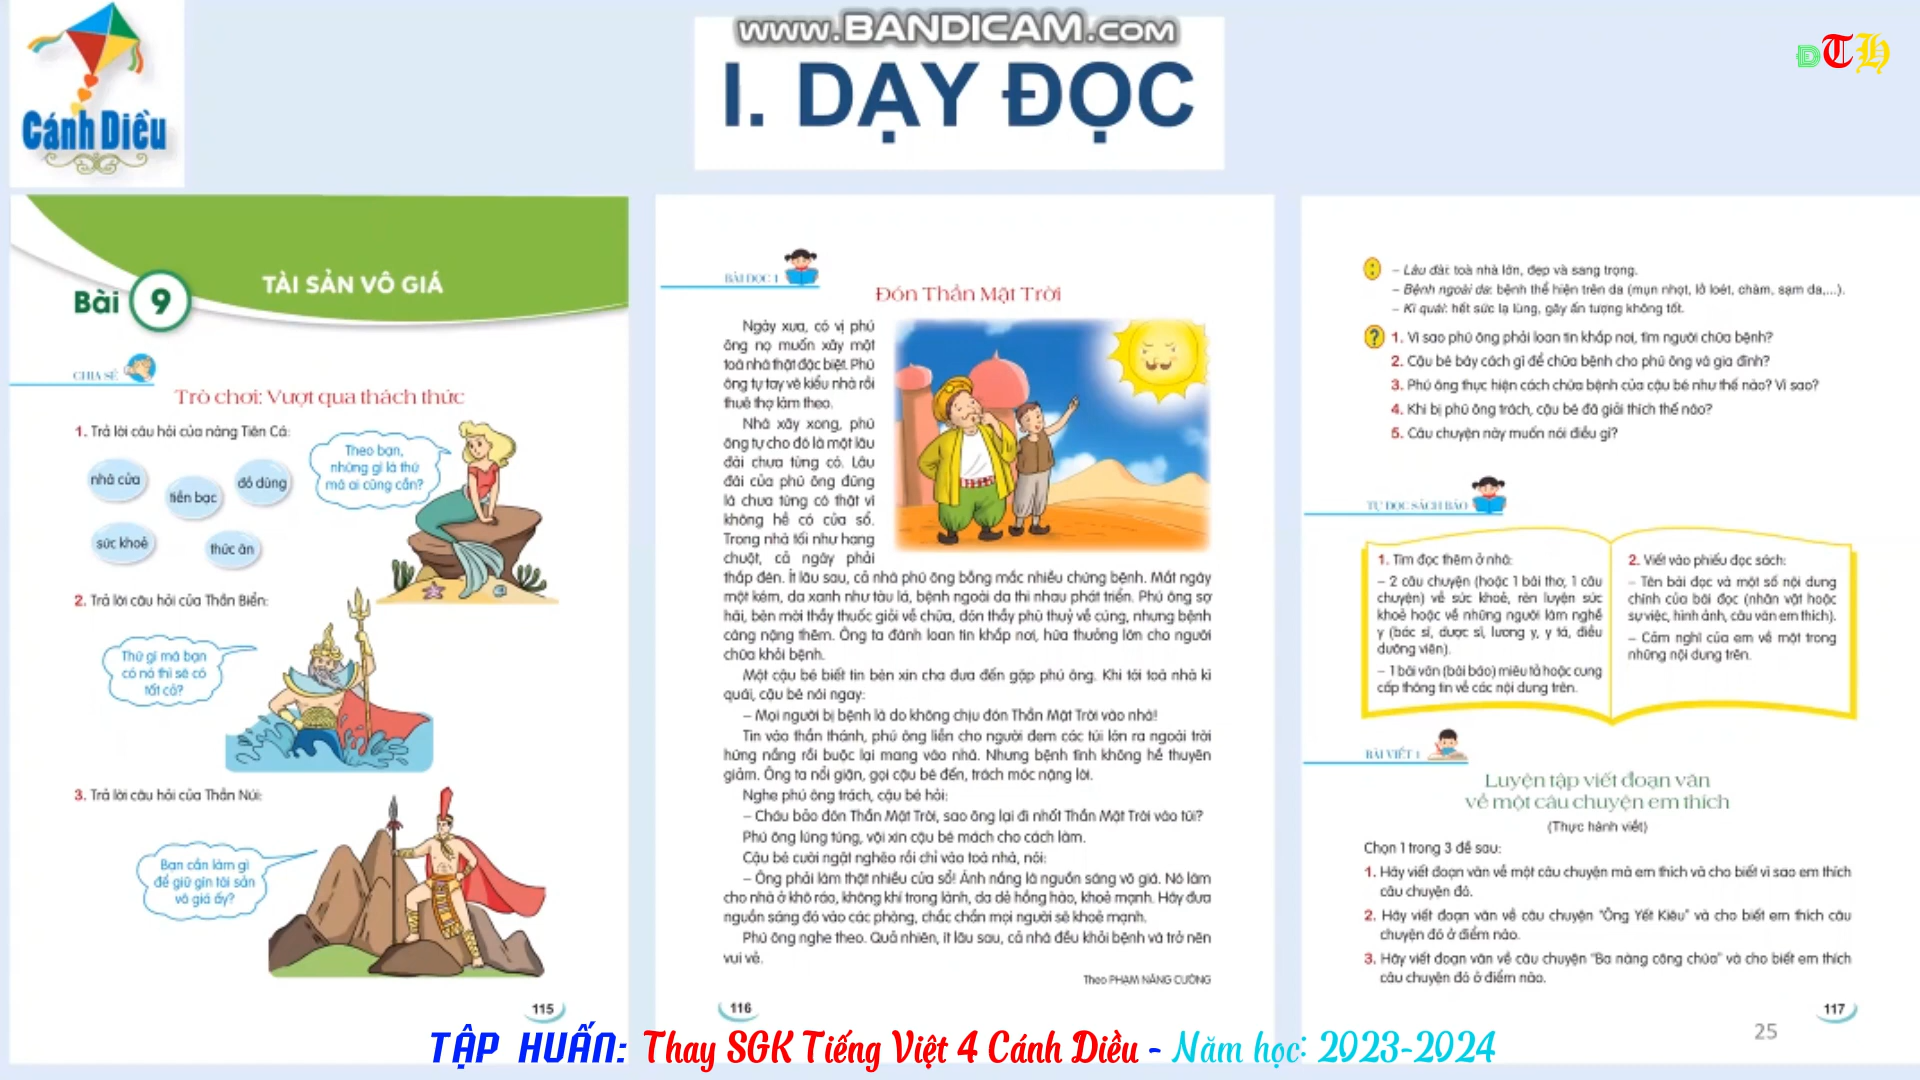 www.BANDICAM.com
ĐTH
Cánh Diều
I. DẠY ĐỌC
Bài 9
TÀI SẢN VÔ GIÁ
CHIA SẺ
Trò chơi: Vượt qua thách thức
1. Trả lời câu hỏi của nàng Tiên Cá:
nhà cửa
tiền bạc
đồ dùng
sức khoẻ
thức ăn
Theo bạn,
những gì là thứ
mà ai cũng cần?
2. Trả lời câu hỏi của Thần Biển:
Thứ gì mà bạn
có nó thì sẽ có
tất cả?
3. Trả lời câu hỏi của Thần Núi:
Bạn cần làm gì
để giữ gìn tài sản
vô giá ấy?
115
BÀI ĐỌC 1
Đón Thần Mặt Trời
Ngày xưa, có vị phú
ông nọ muốn xây một
toà nhà thật đặc biệt. Phú
ông tự tay vẽ kiểu nhà rồi
thuê thợ làm theo.
Nhà xây xong, phú
ông tự cho đó là một lâu
đài chưa từng có. Lâu
đài của phú ông đúng
là chưa từng có thật vì
không hề có cửa sổ.
Trong nhà tối như hang
chuột, cả ngày phải
thắp đèn. Ít lâu sau, cả nhà phú ông bỗng mắc nhiều chứng bệnh. Mắt ngày
một kém, da xanh như tàu lá, bệnh ngoài da thi nhau phát triển. Phú ông sợ
hãi, bèn mời thầy thuốc giỏi về chữa, đón thầy phù thuỷ về cúng, nhưng bệnh
càng nặng thêm. Ông ta đành loan tin khắp nơi, hứa thưởng lớn cho người
chữa khỏi bệnh.
Một cậu bé biết tin bèn xin cha đưa đến gặp phú ông. Khi tới toà nhà kì
quái, cậu bé nói ngay:
– Mọi người bị bệnh là do không chịu đón Thần Mặt Trời vào nhà!
Tin vào thần thánh, phú ông liền cho người đem các túi lớn ra ngoài trời
hứng nắng rồi buộc lại mang vào nhà. Nhưng bệnh tình không hề thuyên
giảm. Ông ta nổi giận, gọi cậu bé đến, trách móc nặng lời.
Nghe phú ông trách, cậu bé hỏi:
– Cháu bảo đón Thần Mặt Trời, sao ông lại đi nhốt Thần Mặt Trời vào túi?
Phú ông lúng túng, vội xin cậu bé mách cho cách làm.
Cậu bé cười ngặt nghẽo rồi chỉ vào toà nhà, nói:
– Ông phải làm thật nhiều cửa sổ! Ánh nắng là nguồn sáng vô giá. Nó làm
cho nhà ở khô ráo, không khí trong lành, da dẻ hồng hào, khoẻ mạnh. Hãy đưa
nguồn sáng đó vào các phòng, chắc chắn mọi người sẽ khoẻ mạnh.
Phú ông nghe theo. Quả nhiên, ít lâu sau, cả nhà đều khỏi bệnh và trở nên
vui vẻ.
Theo PHẠM NĂNG CƯỜNG
116
– Lâu đài: toà nhà lớn, đẹp và sang trọng.
– Bệnh ngoài da: bệnh thể hiện trên da (mụn nhọt, lở loét, chàm, sạm da,...).
– Kì quái: hết sức lạ lùng, gây ấn tượng không tốt.
? 1. Vì sao phú ông phải loan tin khắp nơi, tìm người chữa bệnh?
2. Cậu bé bày cách gì để chữa bệnh cho phú ông và gia đình?
3. Phú ông thực hiện cách chữa bệnh của cậu bé như thế nào? Vì sao?
4. Khi bị phú ông trách, cậu bé đã giải thích thế nào?
5. Câu chuyện này muốn nói điều gì?
TỰ ĐỌC SÁCH BÁO
1. Tìm đọc thêm ở nhà:
– 2 câu chuyện (hoặc 1 bài thơ, 1 câu
chuyện) về sức khoẻ, rèn luyện sức
khoẻ hoặc về những người làm nghề
y (bác sĩ, dược sĩ, lương y, y tá, điều
dưỡng viên).
– 1 bài văn (bài báo) miêu tả hoặc cung
cấp thông tin về các nội dung trên.
2. Viết vào phiếu đọc sách:
– Tên bài đọc và một số nội dung
chính của bài đọc (nhân vật hoặc
sự việc, hình ảnh, câu văn em thích).
– Cảm nghĩ của em về một trong
những nội dung trên.
BÀI VIẾT 1
Luyện tập viết đoạn văn
về một câu chuyện em thích
(Thực hành viết)
Chọn 1 trong 3 đề sau:
1. Hãy viết đoạn văn về một câu chuyện mà em thích và cho biết vì sao em thích
câu chuyện đó.
2. Hãy viết đoạn văn về câu chuyện "Ông Yết Kiêu" và cho biết em thích câu
chuyện đó ở điểm nào.
3. Hãy viết đoạn văn về câu chuyện "Ba nàng công chúa" và cho biết em thích
câu chuyện đó ở điểm nào.
117
25
TẬP HUẤN: Thay SGK Tiếng Việt 4 Cánh Diều - Năm học: 2023-2024